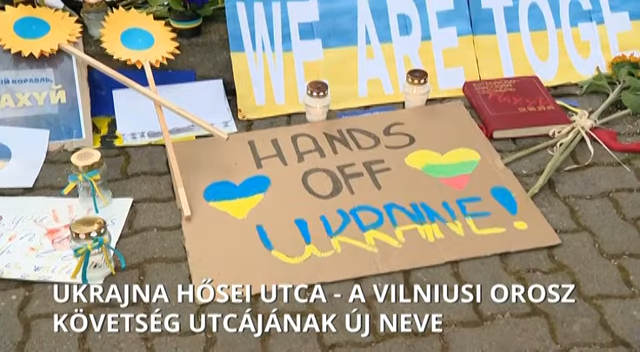 WE ARE TOGE
HANDS
OFF
UKRAINE!
UKRAJNA HŐSEI UTCA - A VILNIUSI OROSZ
KÖVETSÉG UTCÁJÁNAK ÚJ NEVE